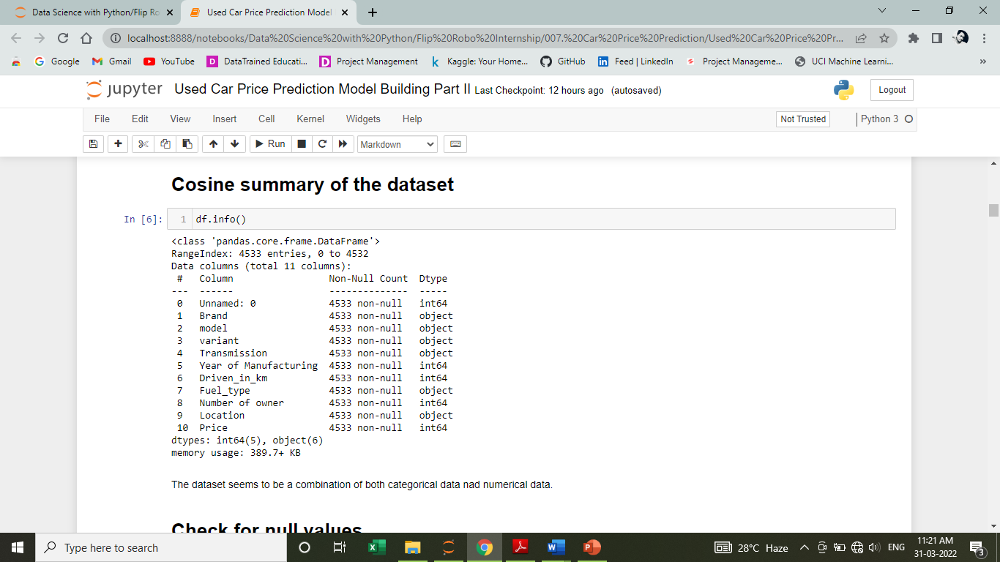 Data Science with Python/Flip Ro
Used Car Price Prediction Model
localhost:8888/notebooks/Data%20Science%20with%20Python/Flip%20Robo%20Internship/007.%20Car%20Price%20Prediction/Used%20Car%20Price%20Pr...
Google Gmail YouTube DataTrained Educati... Project Management Kaggle: Your Home... GitHub Feed | LinkedIn Project Manageme... UCI Machine Learni... »
jupyter Used Car Price Prediction Model Building Part II Last Checkpoint: 12 hours ago (autosaved) Logout
File Edit View Insert Cell Kernel Widgets Help Not Trusted Python 3
Run Markdown
Cosine summary of the dataset
In [6]: 1 df.info()
<class 'pandas.core.frame.DataFrame'>
RangeIndex: 4533 entries, 0 to 4532
Data columns (total 11 columns):
# Column Non-Null Count Dtype
--- ------ -------------- -----
0 Unnamed: 0 4533 non-null int64
1 Brand 4533 non-null object
2 model 4533 non-null object
3 variant 4533 non-null object
4 Transmission 4533 non-null object
5 Year of Manufacturing 4533 non-null int64
6 Driven_in_km 4533 non-null int64
7 Fuel_type 4533 non-null object
8 Number of owner 4533 non-null int64
9 Location 4533 non-null object
10 Price 4533 non-null int64
dtypes: int64(5), object(6)
memory usage: 389.7+ KB
The dataset seems to be a combination of both categorical data nad numerical data.
Check for null values
Type here to search
28°C Haze
ENG
11:21 AM
31-03-2022
3